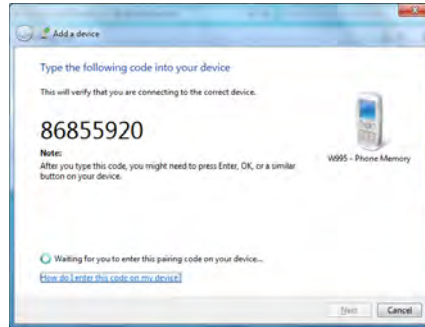 Add a device
Type the following code into your device
This will verify that you are connecting to the correct device.
86855920
Note:
After you type this code, you might need to press Enter, OK, or a similar
button on your device.
W995 - Phone Memory
Waiting for you to enter this pairing code on your device...
How do I enter this code on my device?
Next
Cancel